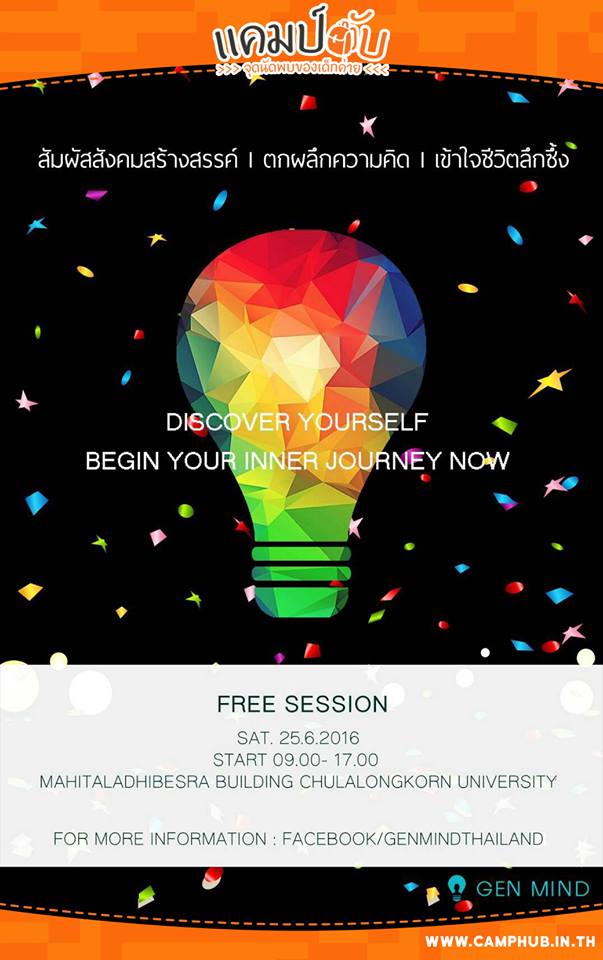 แคมป์ฮับ
>>> จุดนัดพบของเด็กค่าย <<<
สัมผัสสังคมสร้างสรรค์ I ตกผลึกความคิด I เข้าใจชีวิตลึกซึ้ง
DISCOVER YOURSELF
BEGIN YOUR INNER JOURNEY NOW
FREE SESSION
SAT. 25.6.2016
START 09.00- 17.00
MAHITALADHIBESRA BUILDING CHULALONGKORN UNIVERSITY
FOR MORE INFORMATION : FACEBOOK/GENMINDTHAILAND
GEN MIND
WWW.CAMPHUB.IN.TH